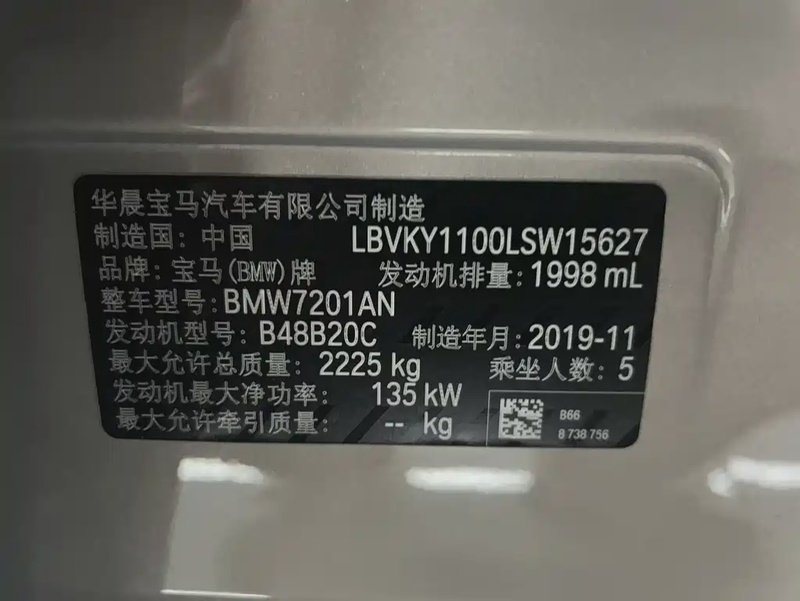 华晨宝马汽车有限公司制造
制造国: 中国 LBVKY1100LSW15627
品牌: 宝马(BMW)牌 发动机排量: 1998 mL
整车型号: BMW7201AN
发动机型号: B48B20C 制造年月: 2019-11
最大允许总质量: 2225 kg 乘坐人数: 5
发动机最大净功率: 135 kW
最大允许牵引质量: -- kg
B66
8 738 756